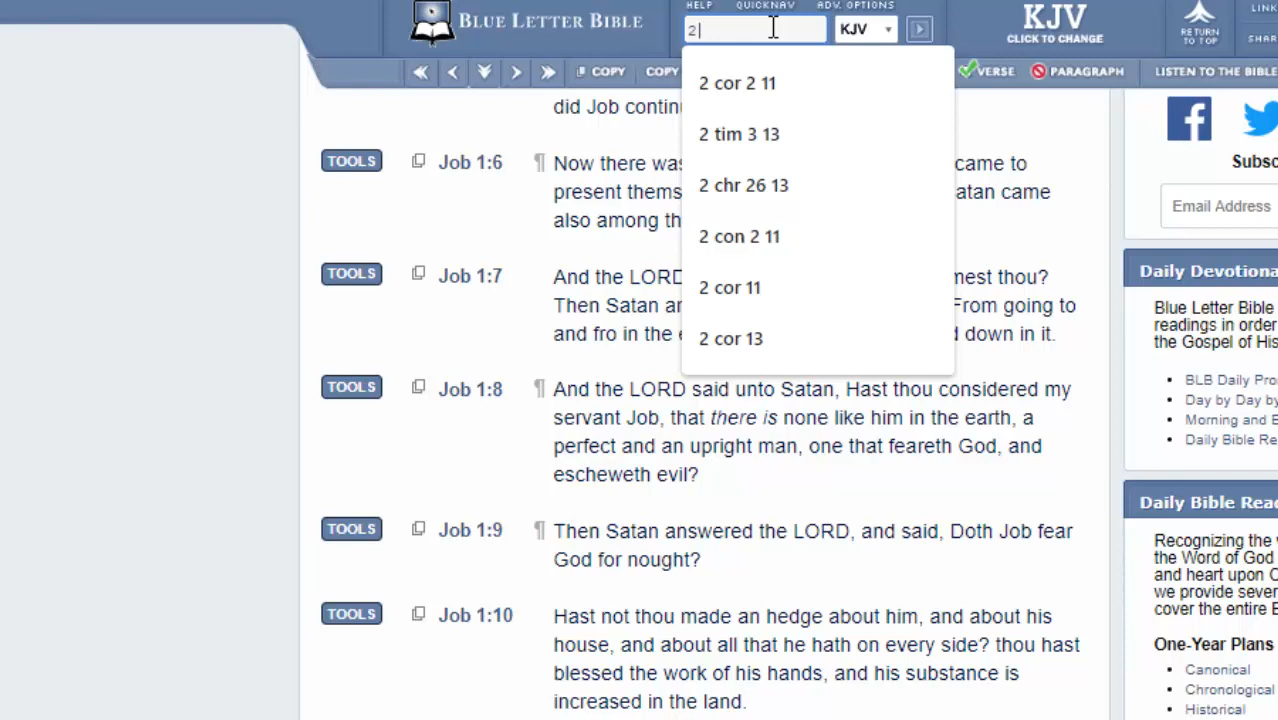 HELP QUICKNAV ADV. OPTIONS
BLUE LETTER BIBLE
2
KJV
KJV
CLICK TO CHANGE
RETURN
TO TOP
LINK
SHAR
COPY
COPY
VERSE
PARAGRAPH
LISTEN TO THE BIBLE
2 cor 2 11
2 tim 3 13
2 chr 26 13
2 con 2 11
2 cor 11
2 cor 13
did Job continu
TOOLS Job 1:6 ¶ Now there was came to
present thems atan came
also among th
TOOLS Job 1:7 ¶ And the LORD mest thou?
Then Satan an From going to
and fro in the e d down in it.
TOOLS Job 1:8 ¶ And the LORD said unto Satan, Hast thou considered my
servant Job, that there is none like him in the earth, a
perfect and an upright man, one that feareth God, and
escheweth evil?
TOOLS Job 1:9 ¶ Then Satan answered the LORD, and said, Doth Job fear
God for nought?
TOOLS Job 1:10 Hast not thou made an hedge about him, and about his
house, and about all that he hath on every side? thou hast
blessed the work of his hands, and his substance is
increased in the land.
Subsc
Email Address
Daily Devotiona
Blue Letter Bible
readings in order
the Gospel of His
• BLB Daily Pro
• Day by Day by
• Morning and E
• Daily Bible Re
Daily Bible Read
Recognizing the
the Word of God
and heart upon C
we provide sever
cover the entire B
One-Year Plans
• Canonical
• Chronological
• Historical